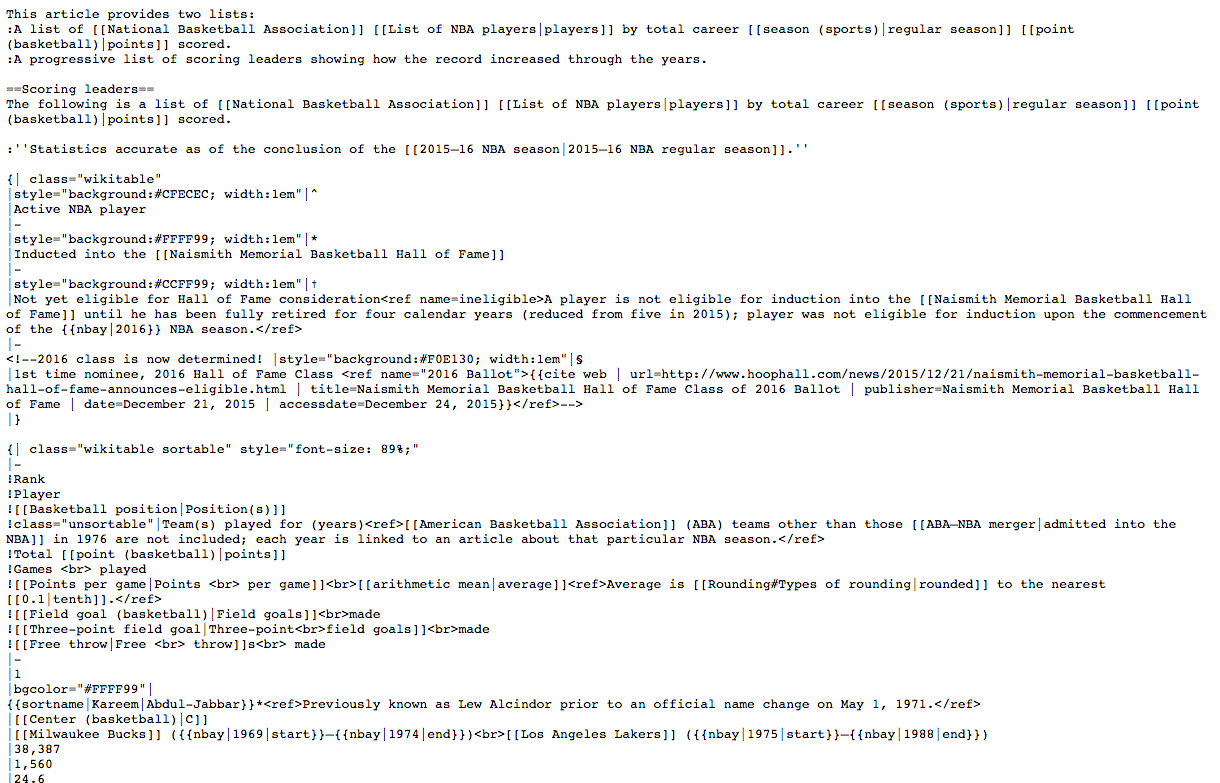 This article provides two lists:
:A list of [[National Basketball Association]] [[List of NBA players|players]] by total career [[season (sports)|regular season]] [[point
(basketball)|points]] scored.
:A progressive list of scoring leaders showing how the record increased through the years.
==Scoring leaders==
The following is a list of [[National Basketball Association]] [[List of NBA players|players]] by total career [[season (sports)|regular season]] [[point
(basketball)|points]] scored.
:''Statistics accurate as of the conclusion of the [[2015–16 NBA season|2015–16 NBA regular season]].''
{| class="wikitable"
|style="background:#CFECEC; width:1em"|^
|Active NBA player
|-
|style="background:#FFFF99; width:1em"|*
|Inducted into the [[Naismith Memorial Basketball Hall of Fame]]
|-
|style="background:#CCFF99; width:1em"|†
|Not yet eligible for Hall of Fame consideration<ref name=ineligible>A player is not eligible for induction into the [[Naismith Memorial Basketball Hall
of Fame]] until he has been fully retired for four calendar years (reduced from five in 2015); player was not eligible for induction upon the commencement
of the {{nbay|2016}} NBA season.</ref>
|-
<!--2016 class is now determined! |style="background:#F0E130; width:1em"|§
|1st time nominee, 2016 Hall of Fame Class <ref name="2016 Ballot">{{cite web | url=http://www.hoophall.com/news/2015/12/21/naismith-memorial-basketball-
hall-of-fame-announces-eligible.html | title=Naismith Memorial Basketball Hall of Fame Class of 2016 Ballot | publisher=Naismith Memorial Basketball Hall
of Fame | date=December 21, 2015 | accessdate=December 24, 2015}}</ref>-->
|}
{| class="wikitable sortable" style="font-size: 89%;"
|-
!Rank
!Player
![[Basketball position|Position(s)]]
!class="unsortable"|Team(s) played for (years)<ref>[[American Basketball Association]] (ABA) teams other than those [[ABA–NBA merger|admitted into the
NBA]] in 1976 are not included; each year is linked to an article about that particular NBA season.</ref>
!Total [[point (basketball)|points]]
!Games <br> played
![[Points per game|Points <br> per game]]<br>[[arithmetic mean|average]]<ref>Average is [[Rounding#Types of rounding|rounded]] to the nearest
[[0.1|tenth]].</ref>
![[Field goal (basketball)|Field goals]]<br>made
![[Three-point field goal|Three-point<br>field goals]]<br>made
![[Free throw|Free <br> throw]]s<br> made
|-
|1
|bgcolor="#FFFF99"|
{{sortname|Kareem|Abdul-Jabbar}}*<ref>Previously known as Lew Alcindor prior to an official name change on May 1, 1971.</ref>
|[[Center (basketball)|C]]
|[[Milwaukee Bucks]] ({{nbay|1969|start}}–{{nbay|1974|end}})<br>[[Los Angeles Lakers]] ({{nbay|1975|start}}–{{nbay|1988|end}})
|38,387
|1,560
|24.6